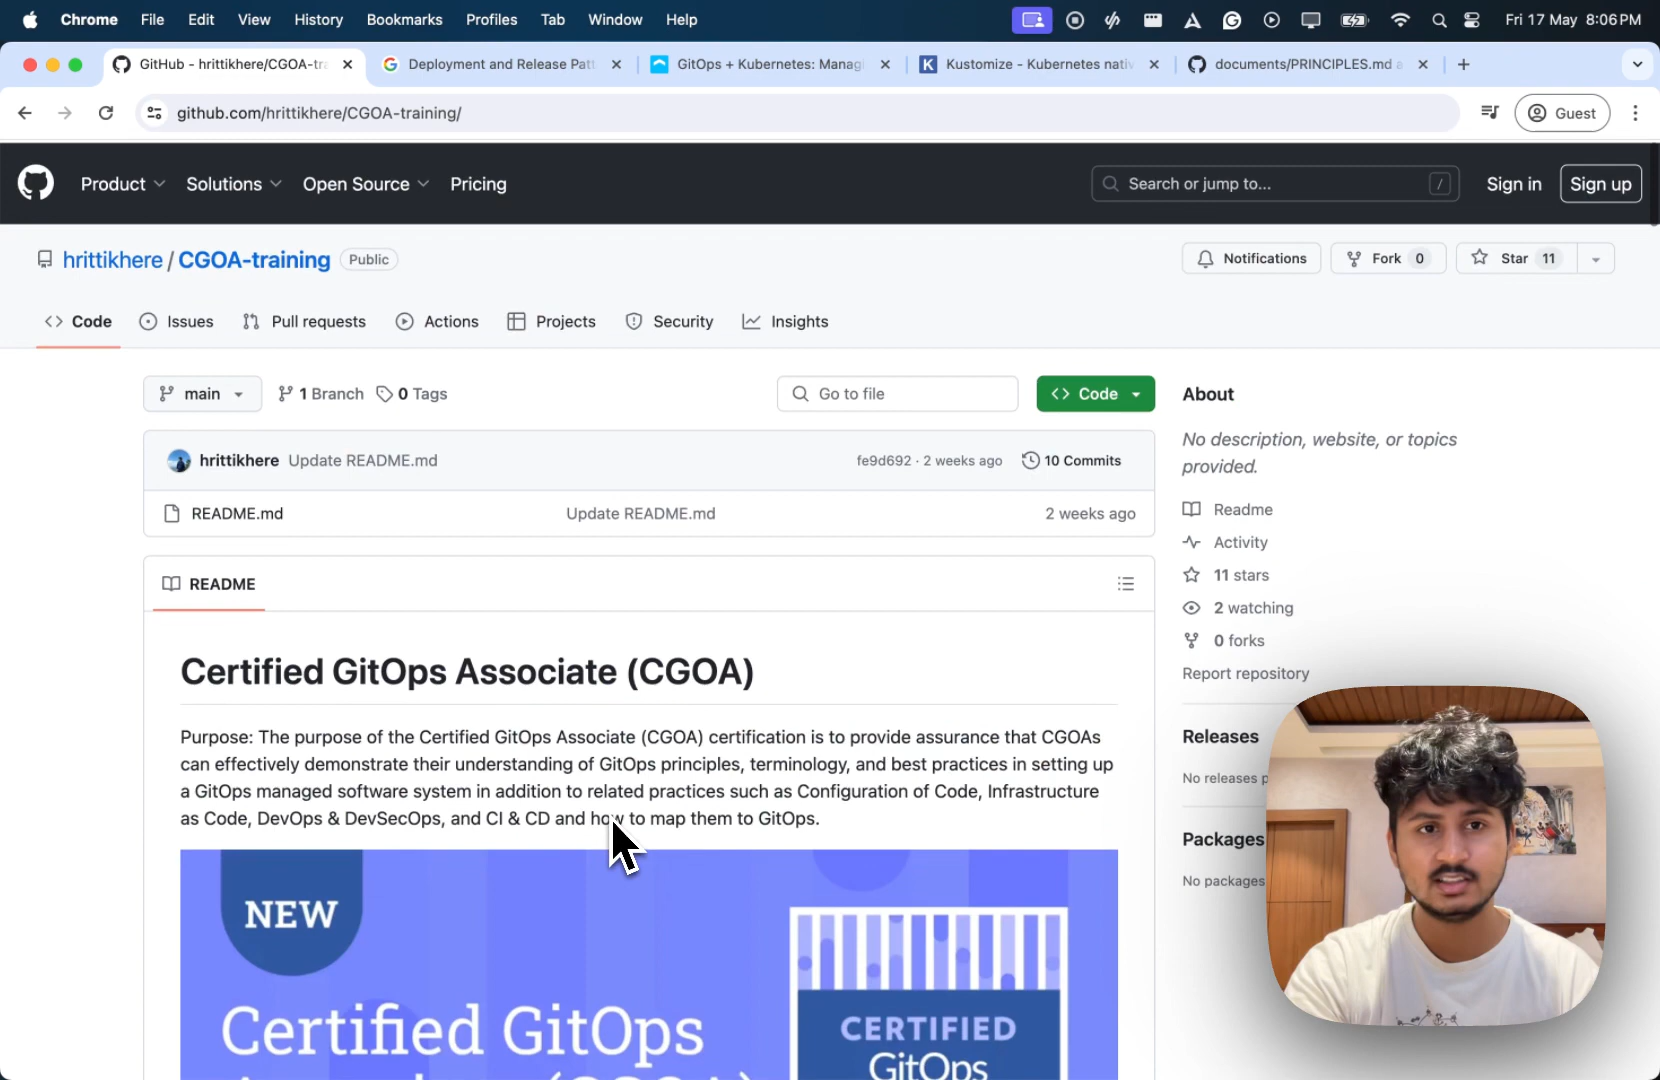 Chrome File Edit View History Bookmarks Profiles Tab Window Help Fri 17 May 8:06 PM
GitHub - hrittikhere/CGOA-tra Deployment and Release Patt GitOps + Kubernetes: Managi Kustomize - Kubernetes nativ documents/PRINCIPLES.md a
github.com/hrittikhere/CGOA-training/ Guest
Product Solutions Open Source Pricing Search or jump to... / Sign in Sign up
hrittikhere / CGOA-training Public Notifications Fork 0 Star 11
Code Issues Pull requests Actions Projects Security Insights
main 1 Branch 0 Tags Go to file Code
hrittikhere Update README.md fe9d692 · 2 weeks ago 10 Commits
README.md Update README.md 2 weeks ago
README
Certified GitOps Associate (CGOA)
Purpose: The purpose of the Certified GitOps Associate (CGOA) certification is to provide assurance that CGOAs
can effectively demonstrate their understanding of GitOps principles, terminology, and best practices in setting up
a GitOps managed software system in addition to related practices such as Configuration of Code, Infrastructure
as Code, DevOps & DevSecOps, and CI & CD and how to map them to GitOps.
NEW
Certified GitOps
CERTIFIED
GitOps
About
No description, website, or topics
provided.
Readme
Activity
11 stars
2 watching
0 forks
Report repository
Releases
No releases p
Packages
No packages